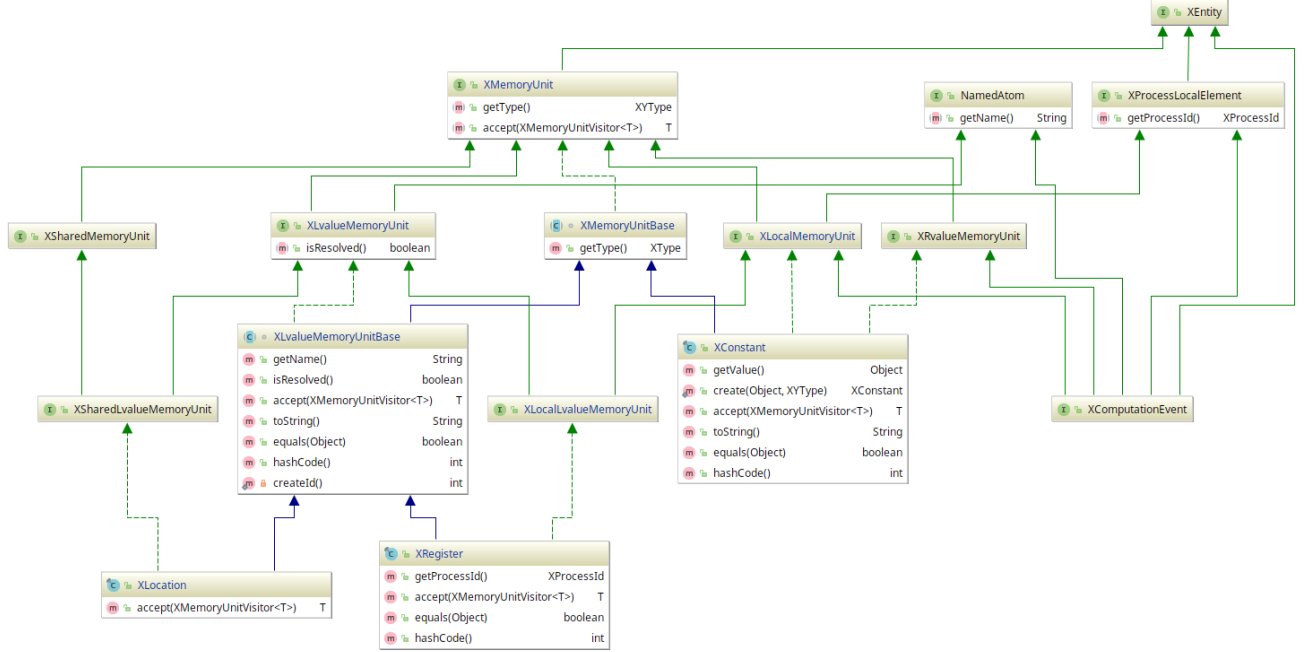 XEntity
XMemoryUnit
getType() XYType
accept(XMemoryUnitVisitor<T>) T
NamedAtom
getName() String
XProcessLocalElement
getProcessId() XProcessId
XSharedMemoryUnit
XLvalueMemoryUnit
isResolved() boolean
XMemoryUnitBase
getType() XType
XLocalMemoryUnit
XRvalueMemoryUnit
XLvalueMemoryUnitBase
getName() String
isResolved() boolean
accept(XMemoryUnitVisitor<T>) T
toString() String
equals(Object) boolean
hashCode() int
createId() int
XConstant
getValue() Object
create(Object, XYType) XConstant
accept(XMemoryUnitVisitor<T>) T
toString() String
equals(Object) boolean
hashCode() int
XSharedLvalueMemoryUnit
XLocalLvalueMemoryUnit
XComputationEvent
XLocation
accept(XMemoryUnitVisitor<T>) T
XRegister
getProcessId() XProcessId
accept(XMemoryUnitVisitor<T>) T
equals(Object) boolean
hashCode() int